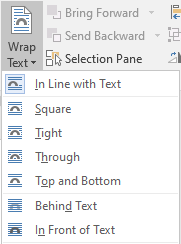 Wrap
Text
Bring Forward
Send Backward
Selection Pane
In Line with Text
Square
Tight
Through
Top and Bottom
Behind Text
In Front of Text